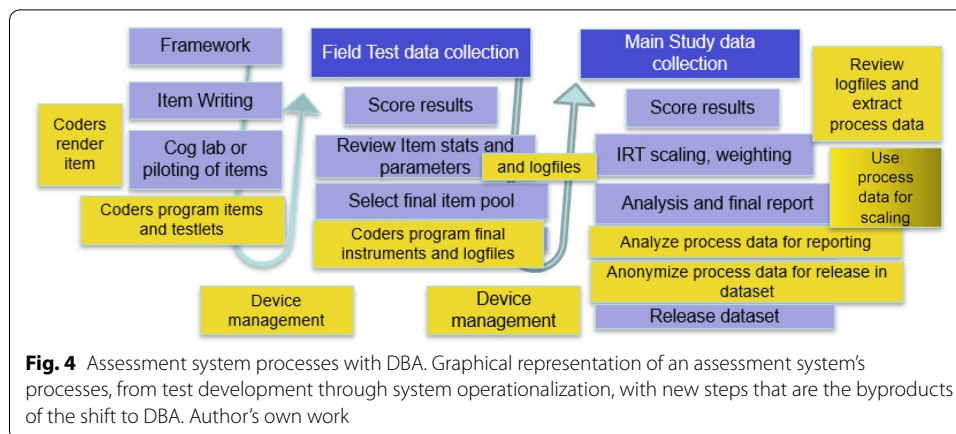 Framework
Item Writing
Coders
render
item
Cog lab or
piloting of items
Coders program items
and testlets
Device
management
Field Test data collection
Score results
Review Item stats and
parameters
and logfiles
Select final item pool
Coders program final
instruments and logfiles
Device
management
Main Study data
collection
Score results
Review
logfiles and
extract
process data
IRT scaling, weighting
Use
process
data for
scaling
Analysis and final report
Analyze process data for reporting
Anonymize process data for release in
dataset
Release dataset
Fig. 4 Assessment system processes with DBA. Graphical representation of an assessment system's
processes, from test development through system operationalization, with new steps that are the byproducts
of the shift to DBA. Author's own work